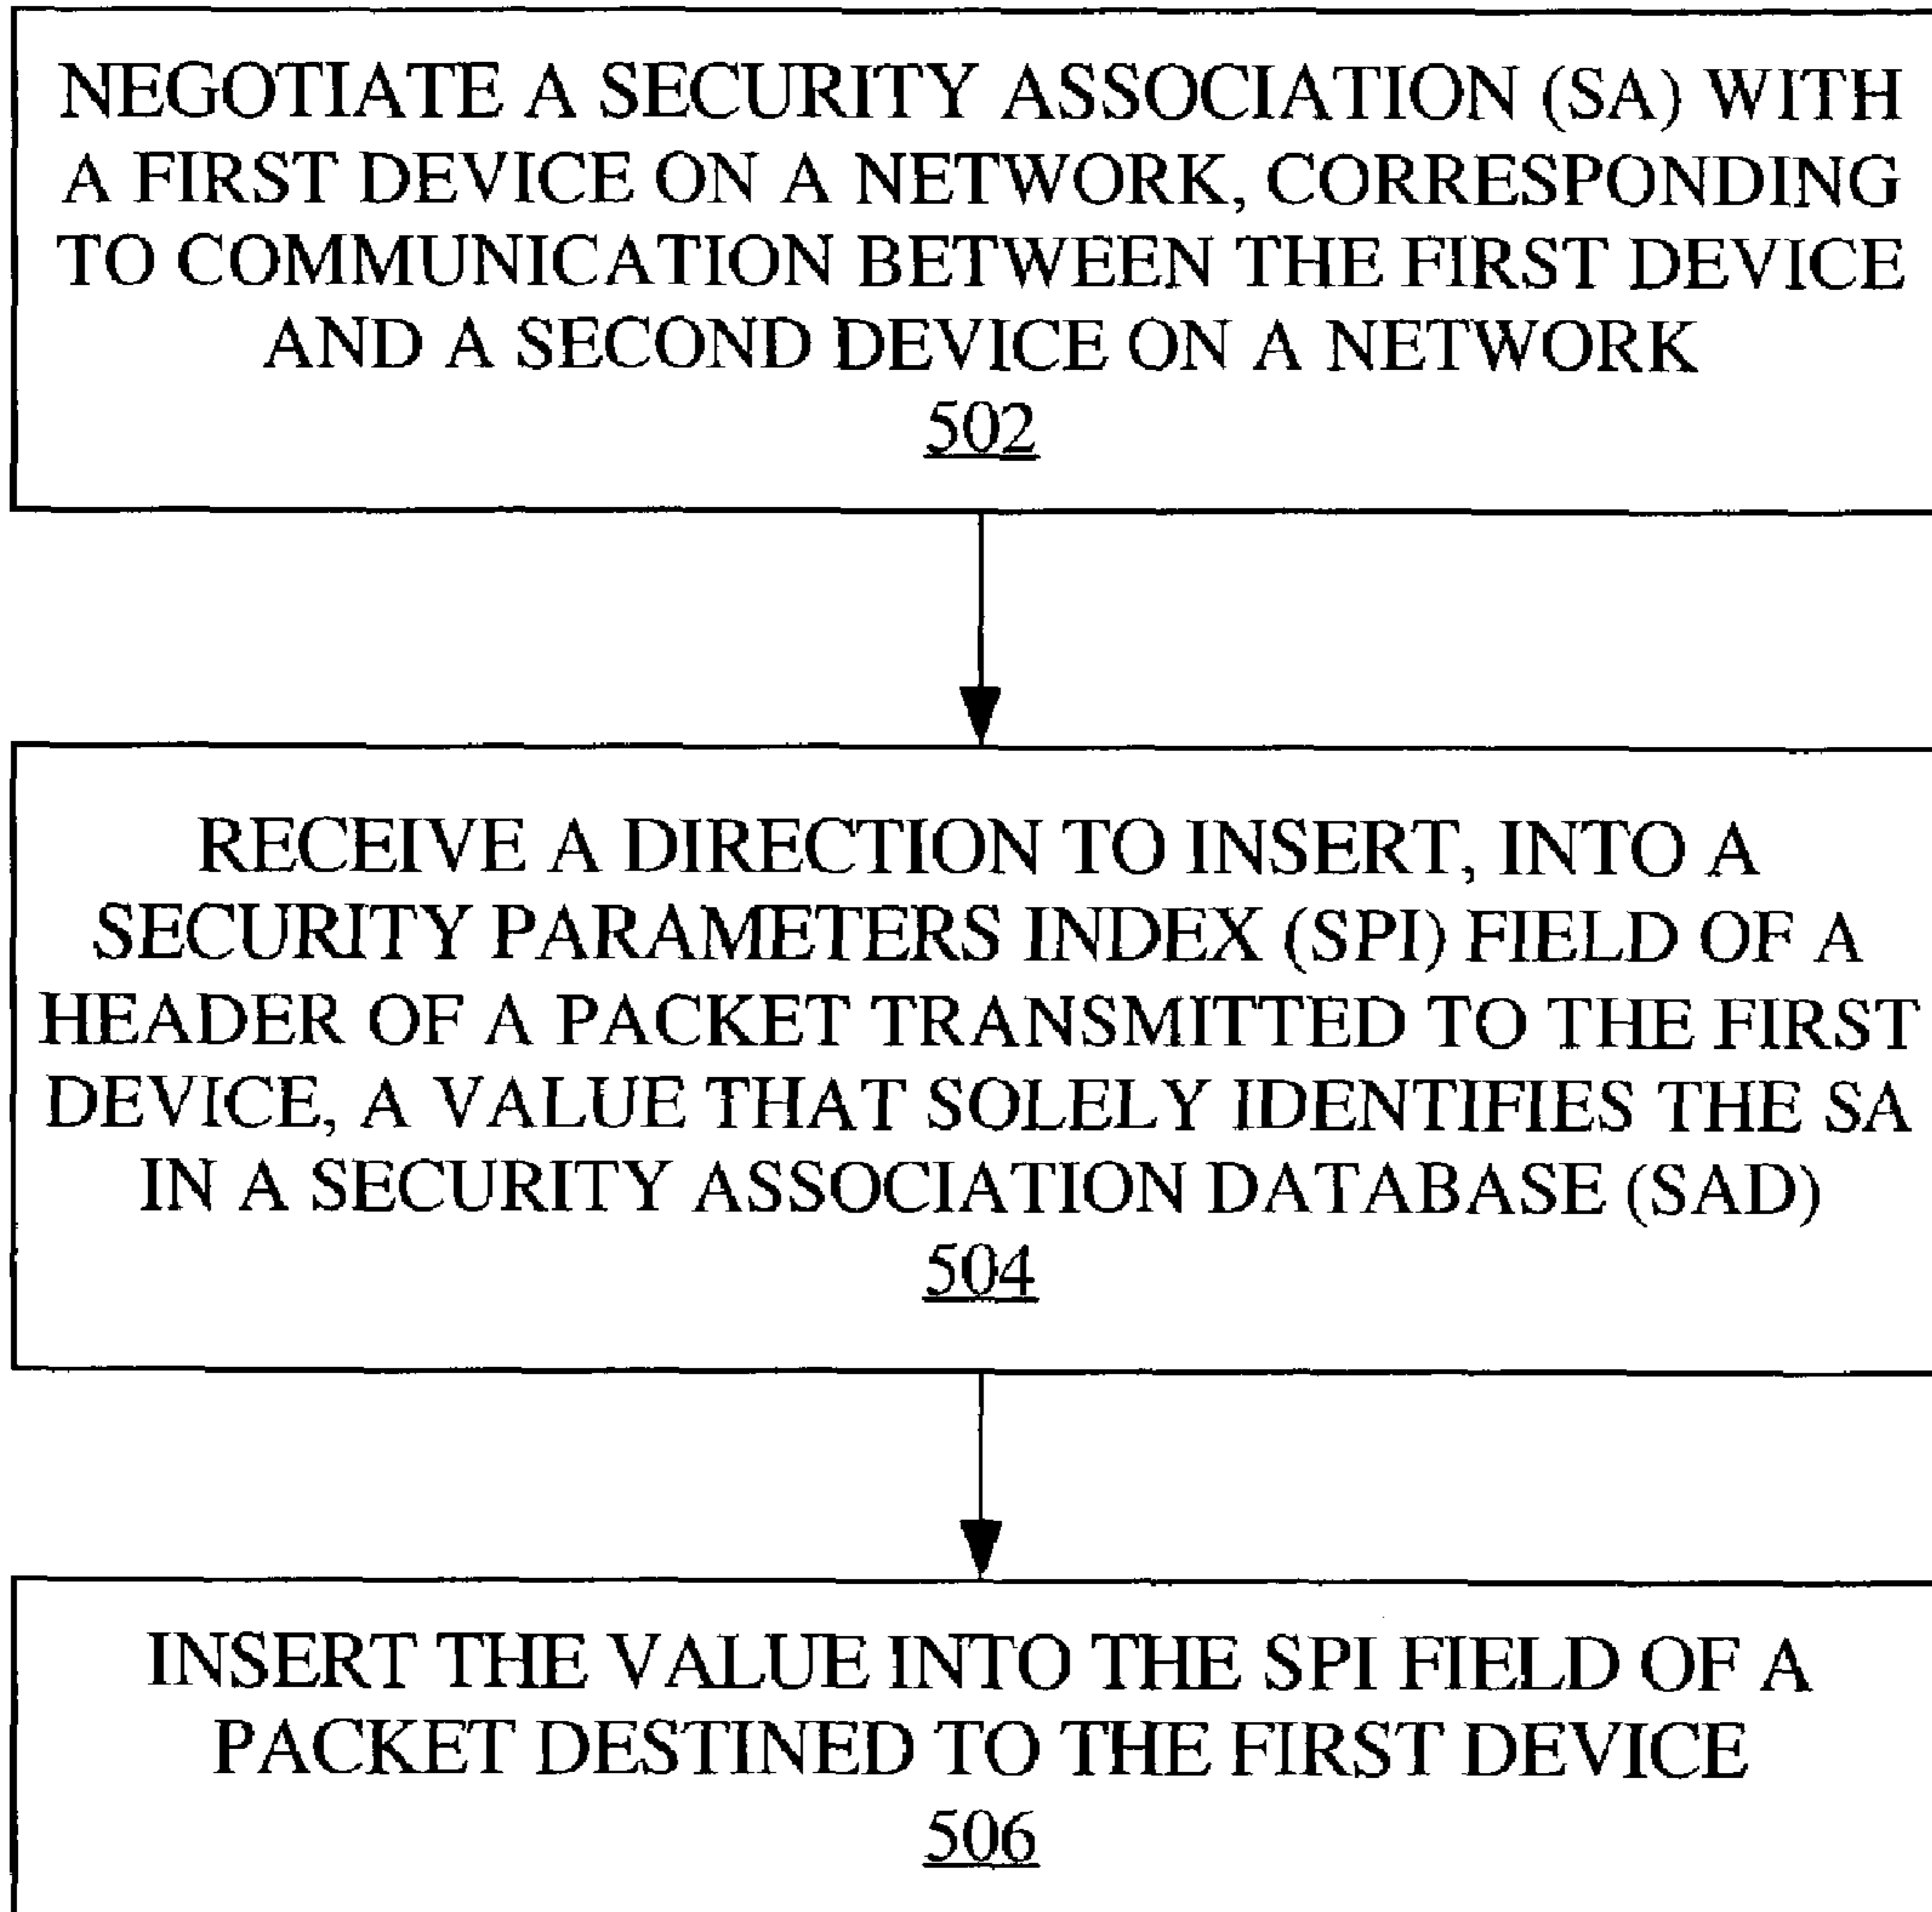 NEGOTIATE A SECURITY ASSOCIATION (SA) WITH
A FIRST DEVICE ON A NETWORK, CORRESPONDING
TO COMMUNICATION BETWEEN THE FIRST DEVICE
AND A SECOND DEVICE ON A NETWORK
502
RECEIVE A DIRECTION TO INSERT, INTO A
SECURITY PARAMETERS INDEX (SPI) FIELD OF A
HEADER OF A PACKET TRANSMITTED TO THE FIRST
DEVICE, A VALUE THAT SOLELY IDENTIFIES THE SA
IN A SECURITY ASSOCIATION DATABASE (SAD)
504
INSERT THE VALUE INTO THE SPI FIELD OF A
PACKET DESTINED TO THE FIRST DEVICE
506